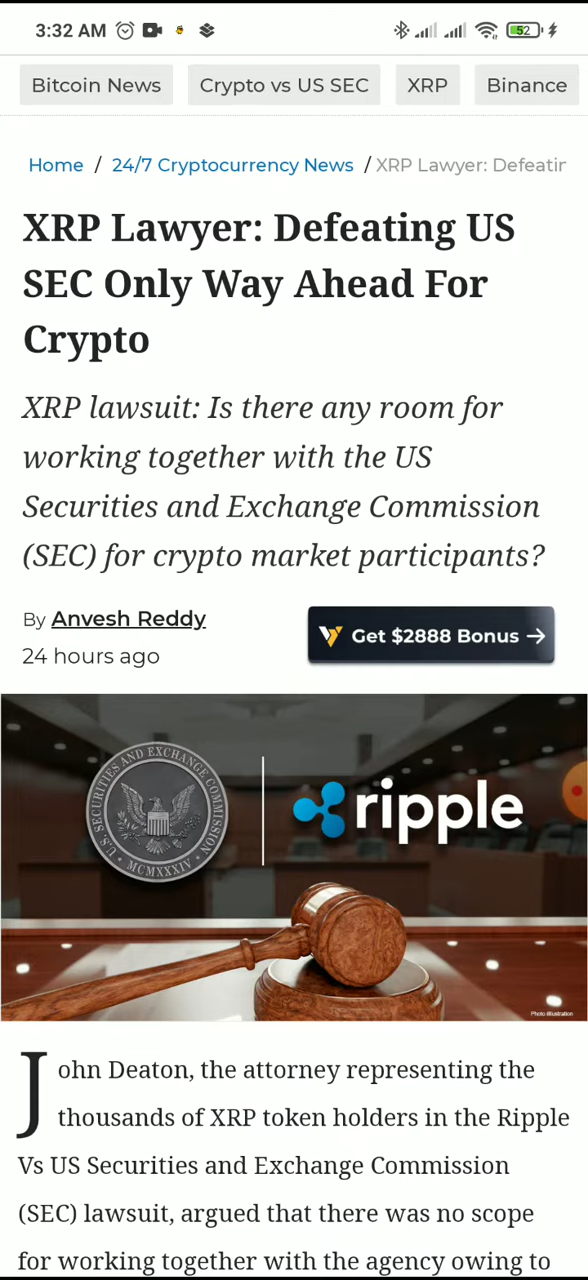 3:32 AM
52
Bitcoin News
Crypto vs US SEC
XRP
Binance
Home / 24/7 Cryptocurrency News / XRP Lawyer: Defeatin
XRP Lawyer: Defeating US
SEC Only Way Ahead For
Crypto
XRP lawsuit: Is there any room for
working together with the US
Securities and Exchange Commission
(SEC) for crypto market participants?
By Anvesh Reddy
24 hours ago
Get $2888 Bonus →
U.S. SECURITIES AND EXCHANGE COMMISSION
MCMXXXIV
ripple
Photo Illustration
John Deaton, the attorney representing the
thousands of XRP token holders in the Ripple
Vs US Securities and Exchange Commission
(SEC) lawsuit, argued that there was no scope
for working together with the agency owing to